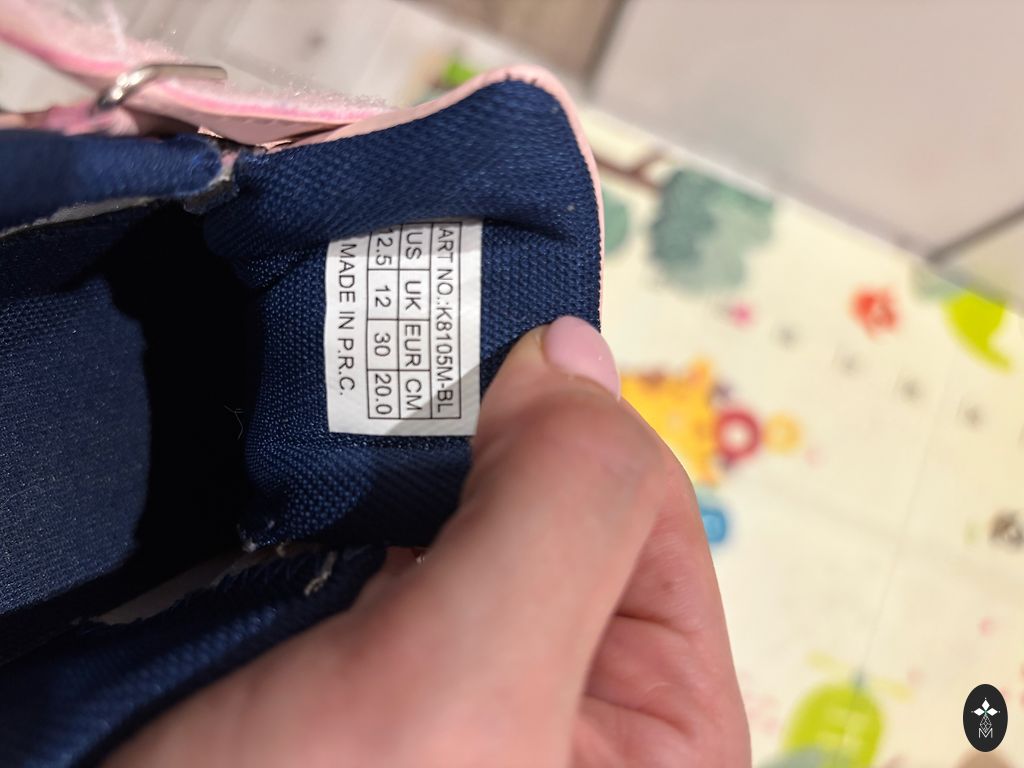 ART NO.:K8105M-BL
US UK EUR CM
12.5 12 30 20.0
MADE IN P.R.C.